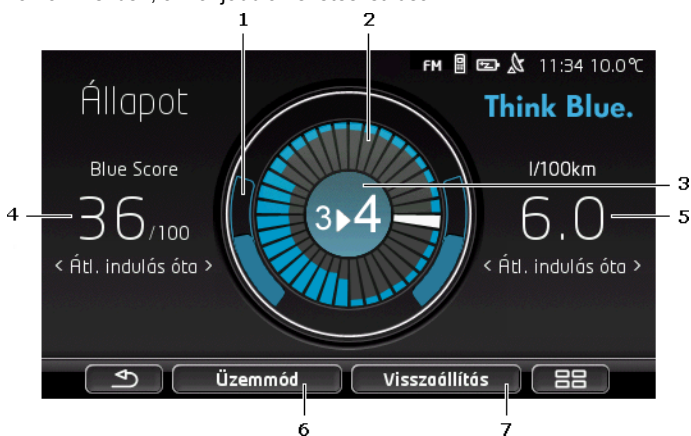 1
2
FM 11:34 10.0°C
Állapot
Think Blue.
Blue Score
l/100km
3
3▶4
4
36/100
6.0
5
< Átl. indulás óta >
< Átl. indulás óta >
Üzemmód
Visszaállítás
6
7